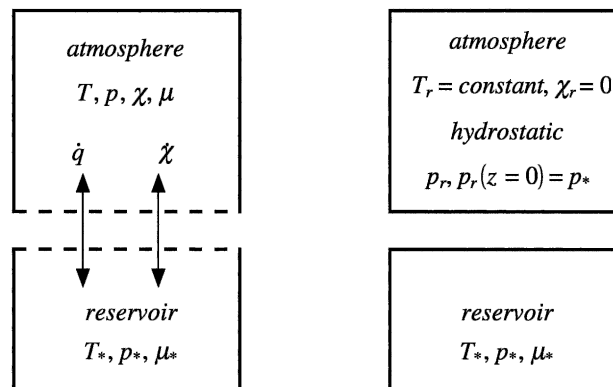 atmosphere
T, p, χ, μ
q̇ χ̇
reservoir
T*, p*, μ*
atmosphere
Tᵣ = constant, χᵣ = 0
hydrostatic
pᵣ, pᵣ(z = 0) = p*
reservoir
T*, p*, μ*